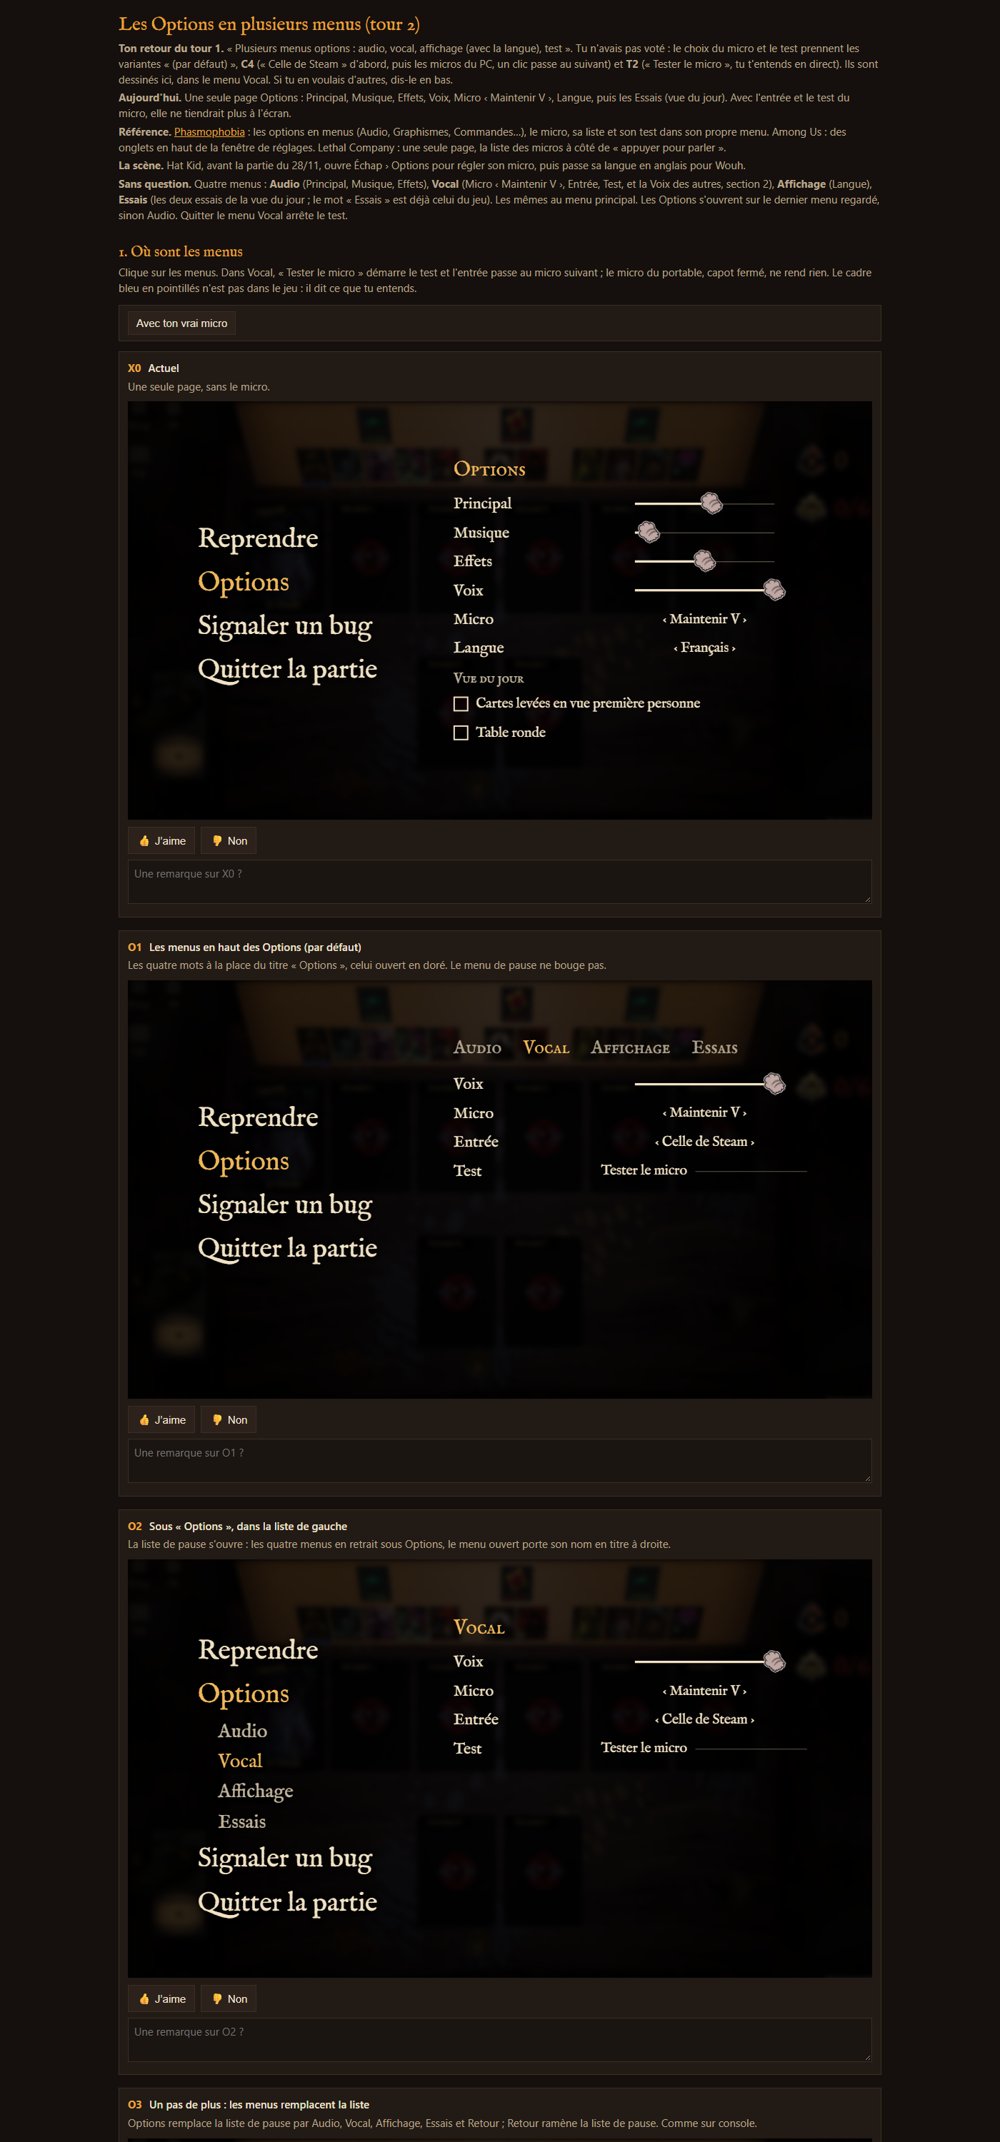 Les Options en plusieurs menus (tour 2)
Ton retour du tour 1. « Plusieurs menus options : audio, vocal, affichage (avec la langue), test ». Tu n'avais pas voté : le choix du micro et le test prennent les
variantes « (par défaut) », C4 (« Celle de Steam » d'abord, puis les micros du PC, un clic passe au suivant) et T2 (« Tester le micro », tu t'entends en direct). Ils sont
dessinés ici, dans le menu Vocal. Si tu en voulais d'autres, dis-le en bas.
Aujourd'hui. Une seule page Options : Principal, Musique, Effets, Voix, Micro ‹ Maintenir V ›, Langue, puis les Essais (vue du jour). Avec l'entrée et le test du
micro, elle ne tiendrait plus à l'écran.
Référence. Phasmophobia : les options en menus (Audio, Graphismes, Commandes…), le micro, sa liste et son test dans son propre menu. Among Us : des
onglets en haut de la fenêtre de réglages. Lethal Company : une seule page, la liste des micros à côté de « appuyer pour parler ».
La scène. Hat Kid, avant la partie du 28/11, ouvre Échap › Options pour régler son micro, puis passe sa langue en anglais pour Wouh.
Sans question. Quatre menus : Audio (Principal, Musique, Effets), Vocal (Micro ‹ Maintenir V ›, Entrée, Test, et la Voix des autres, section 2), Affichage (Langue),
Essais (les deux essais de la vue du jour ; le mot « Essais » est déjà celui du jeu). Les mêmes au menu principal. Les Options s'ouvrent sur le dernier menu regardé,
sinon Audio. Quitter le menu Vocal arrête le test.
1. Où sont les menus
Clique sur les menus. Dans Vocal, « Tester le micro » démarre le test et l'entrée passe au micro suivant ; le micro du portable, capot fermé, ne rend rien. Le cadre
bleu en pointillés n'est pas dans le jeu : il dit ce que tu entends.
Avec ton vrai micro
X0 Actuel
Une seule page, sans le micro.
Reprendre
Options
Signaler un bug
Quitter la partie
Options
Principal
Musique
Effets
Voix
Micro ‹ Maintenir V ›
Langue ‹ Français ›
Vue du jour
Cartes levées en vue première personne
Table ronde
👍 J'aime 👎 Non
Une remarque sur X0 ?
O1 Les menus en haut des Options (par défaut)
Les quatre mots à la place du titre « Options », celui ouvert en doré. Le menu de pause ne bouge pas.
Reprendre
Options
Signaler un bug
Quitter la partie
Audio Vocal Affichage Essais
Voix
Micro ‹ Maintenir V ›
Entrée ‹ Celle de Steam ›
Test Tester le micro
👍 J'aime 👎 Non
Une remarque sur O1 ?
O2 Sous « Options », dans la liste de gauche
La liste de pause s'ouvre : les quatre menus en retrait sous Options, le menu ouvert porte son nom en titre à droite.
Reprendre
Options
Audio
Vocal
Affichage
Essais
Signaler un bug
Quitter la partie
Vocal
Voix
Micro ‹ Maintenir V ›
Entrée ‹ Celle de Steam ›
Test Tester le micro
👍 J'aime 👎 Non
Une remarque sur O2 ?
O3 Un pas de plus : les menus remplacent la liste
Options remplace la liste de pause par Audio, Vocal, Affichage, Essais et Retour ; Retour ramène la liste de pause. Comme sur console.